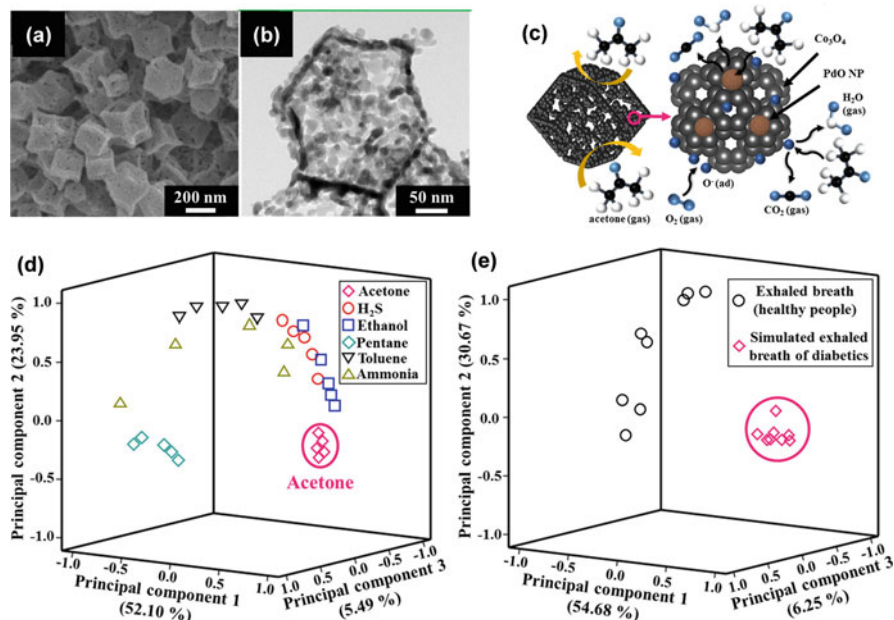 (a)
200 nm
(b)
50 nm
(c)
Co₃O₄
PdO NP
H₂O
(gas)
O⁻ (ad)
acetone (gas)
O₂ (gas)
CO₂ (gas)
(d)
Principal component 2 (23.95 %)
1.0
0.5
0.0
-0.5
-1.0
Acetone
H₂S
Ethanol
Pentane
Toluene
Ammonia
Acetone
-1.0
-0.5
0.0
0.5
1.0
Principal component 1
(52.10 %)
1.0
0.5
0.0
-0.5
-1.0
Principal component 3
(5.49 %)
(e)
Principal component 2 (30.67 %)
1.0
0.5
0.0
-0.5
-1.0
Exhaled breath
(healthy people)
Simulated exhaled
breath of diabetics
-1.0
-0.5
0.0
0.5
1.0
Principal component 1
(54.68 %)
1.0
0.5
0.0
-0.5
-1.0
Principal component 3
(6.25 %)